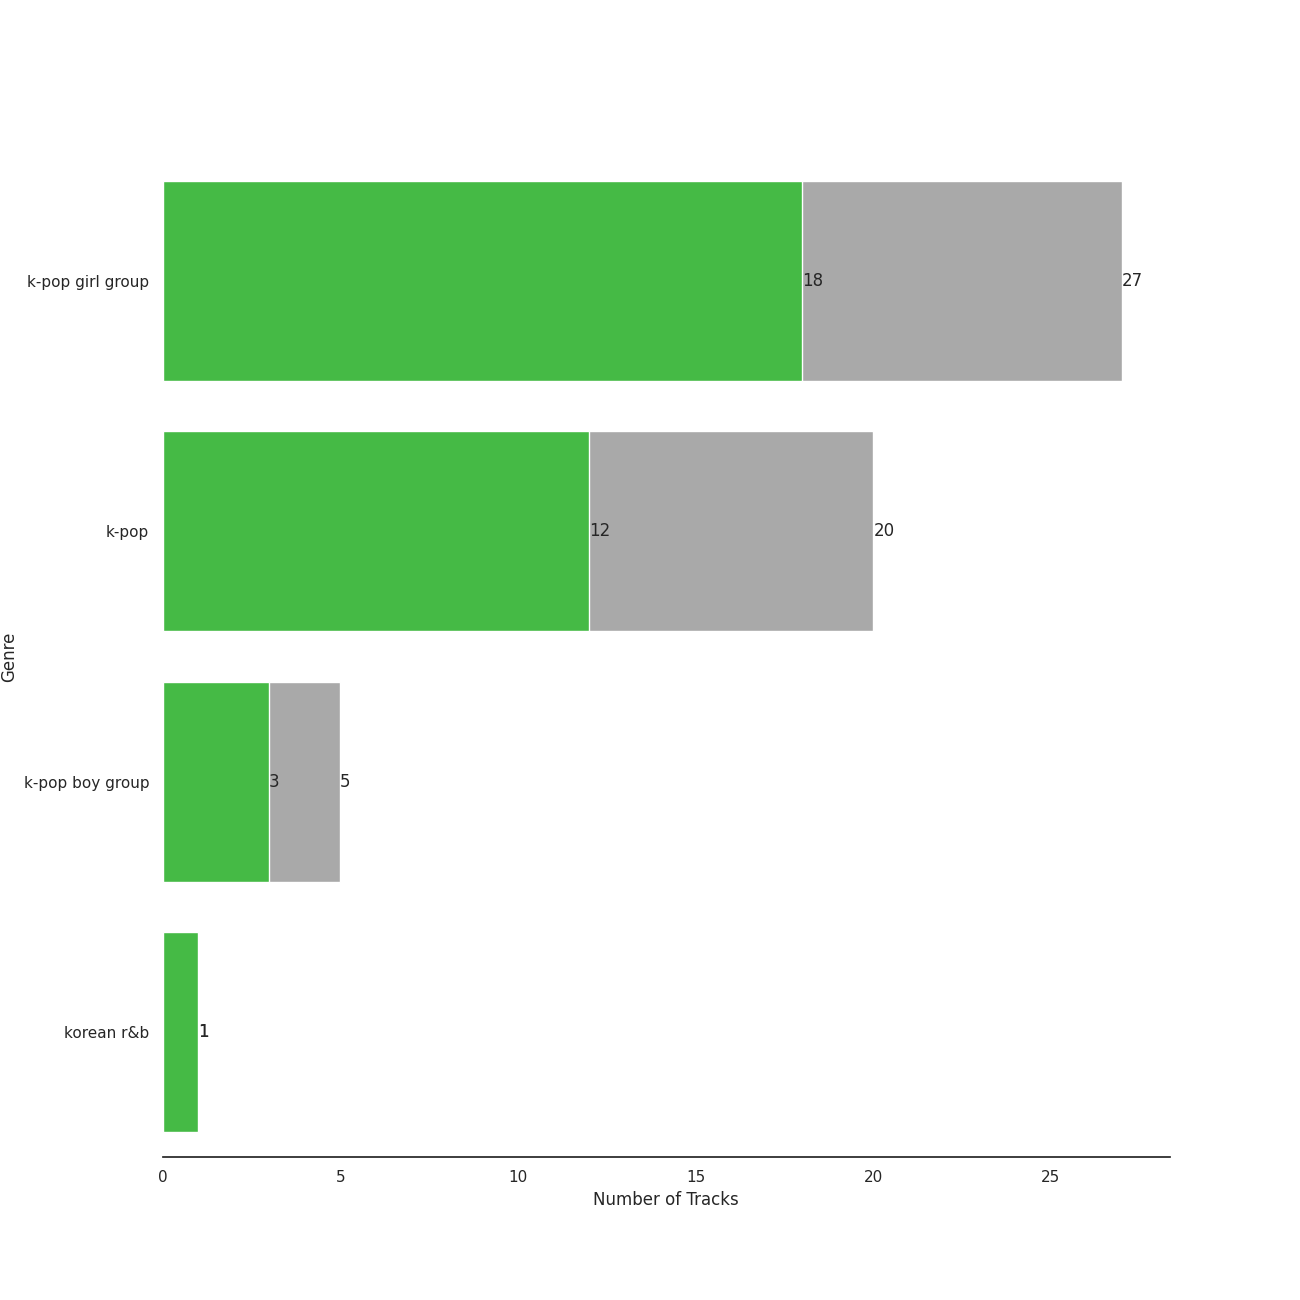 k-pop girl group
18
27
k-pop
12
20
k-pop boy group
3
5
korean r&b
1
Genre
0 5 10 15 20 25
Number of Tracks